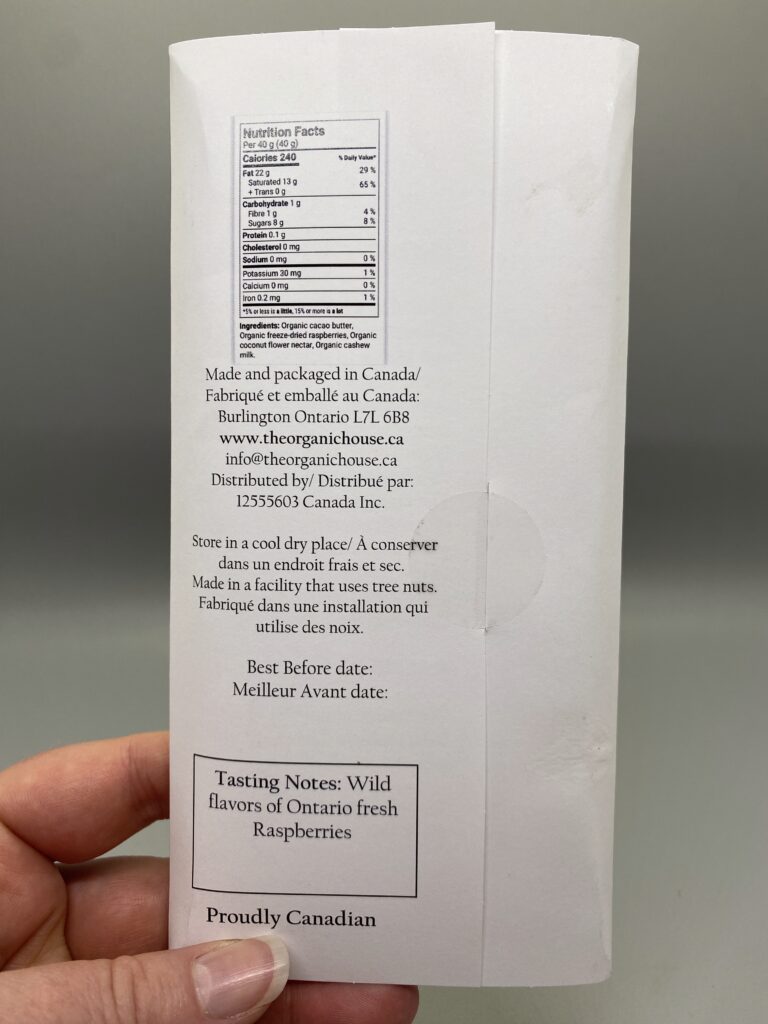 Nutrition Facts
Per 40 g (40 g)
Calories 240 % Daily Value*
Fat 22 g 29 %
Saturated 13 g 65 %
+ Trans 0 g
Carbohydrate 1 g
Fibre 1 g 4 %
Sugars 8 g 8 %
Protein 0.1 g
Cholesterol 0 mg
Sodium 0 mg 0 %
Potassium 30 mg 1 %
Calcium 0 mg 0 %
Iron 0.2 mg 1 %
*5% or less is a little, 15% or more is a lot
Ingredients: Organic cacao butter,
Organic freeze-dried raspberries, Organic
coconut flower nectar, Organic cashew
milk.
Made and packaged in Canada/
Fabriqué et emballé au Canada:
Burlington Ontario L7L 6B8
www.theorganichouse.ca
info@theorganichouse.ca
Distributed by/ Distribué par:
12555603 Canada Inc.
Store in a cool dry place/ À conserver
dans un endroit frais et sec.
Made in a facility that uses tree nuts.
Fabriqué dans une installation qui
utilise des noix.
Best Before date:
Meilleur Avant date:
Tasting Notes: Wild
flavors of Ontario fresh
Raspberries
Proudly Canadian